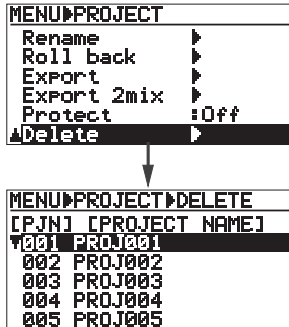 MENU▶PROJECT
Rename ▶
Roll back ▶
Export ▶
Export 2mix ▶
Protect :Off
▲Delete ▶
MENU▶PROJECT▶DELETE
[PJN] [PROJECT NAME]
▼001 PROJ001
002 PROJ002
003 PROJ003
004 PROJ004
005 PROJ005